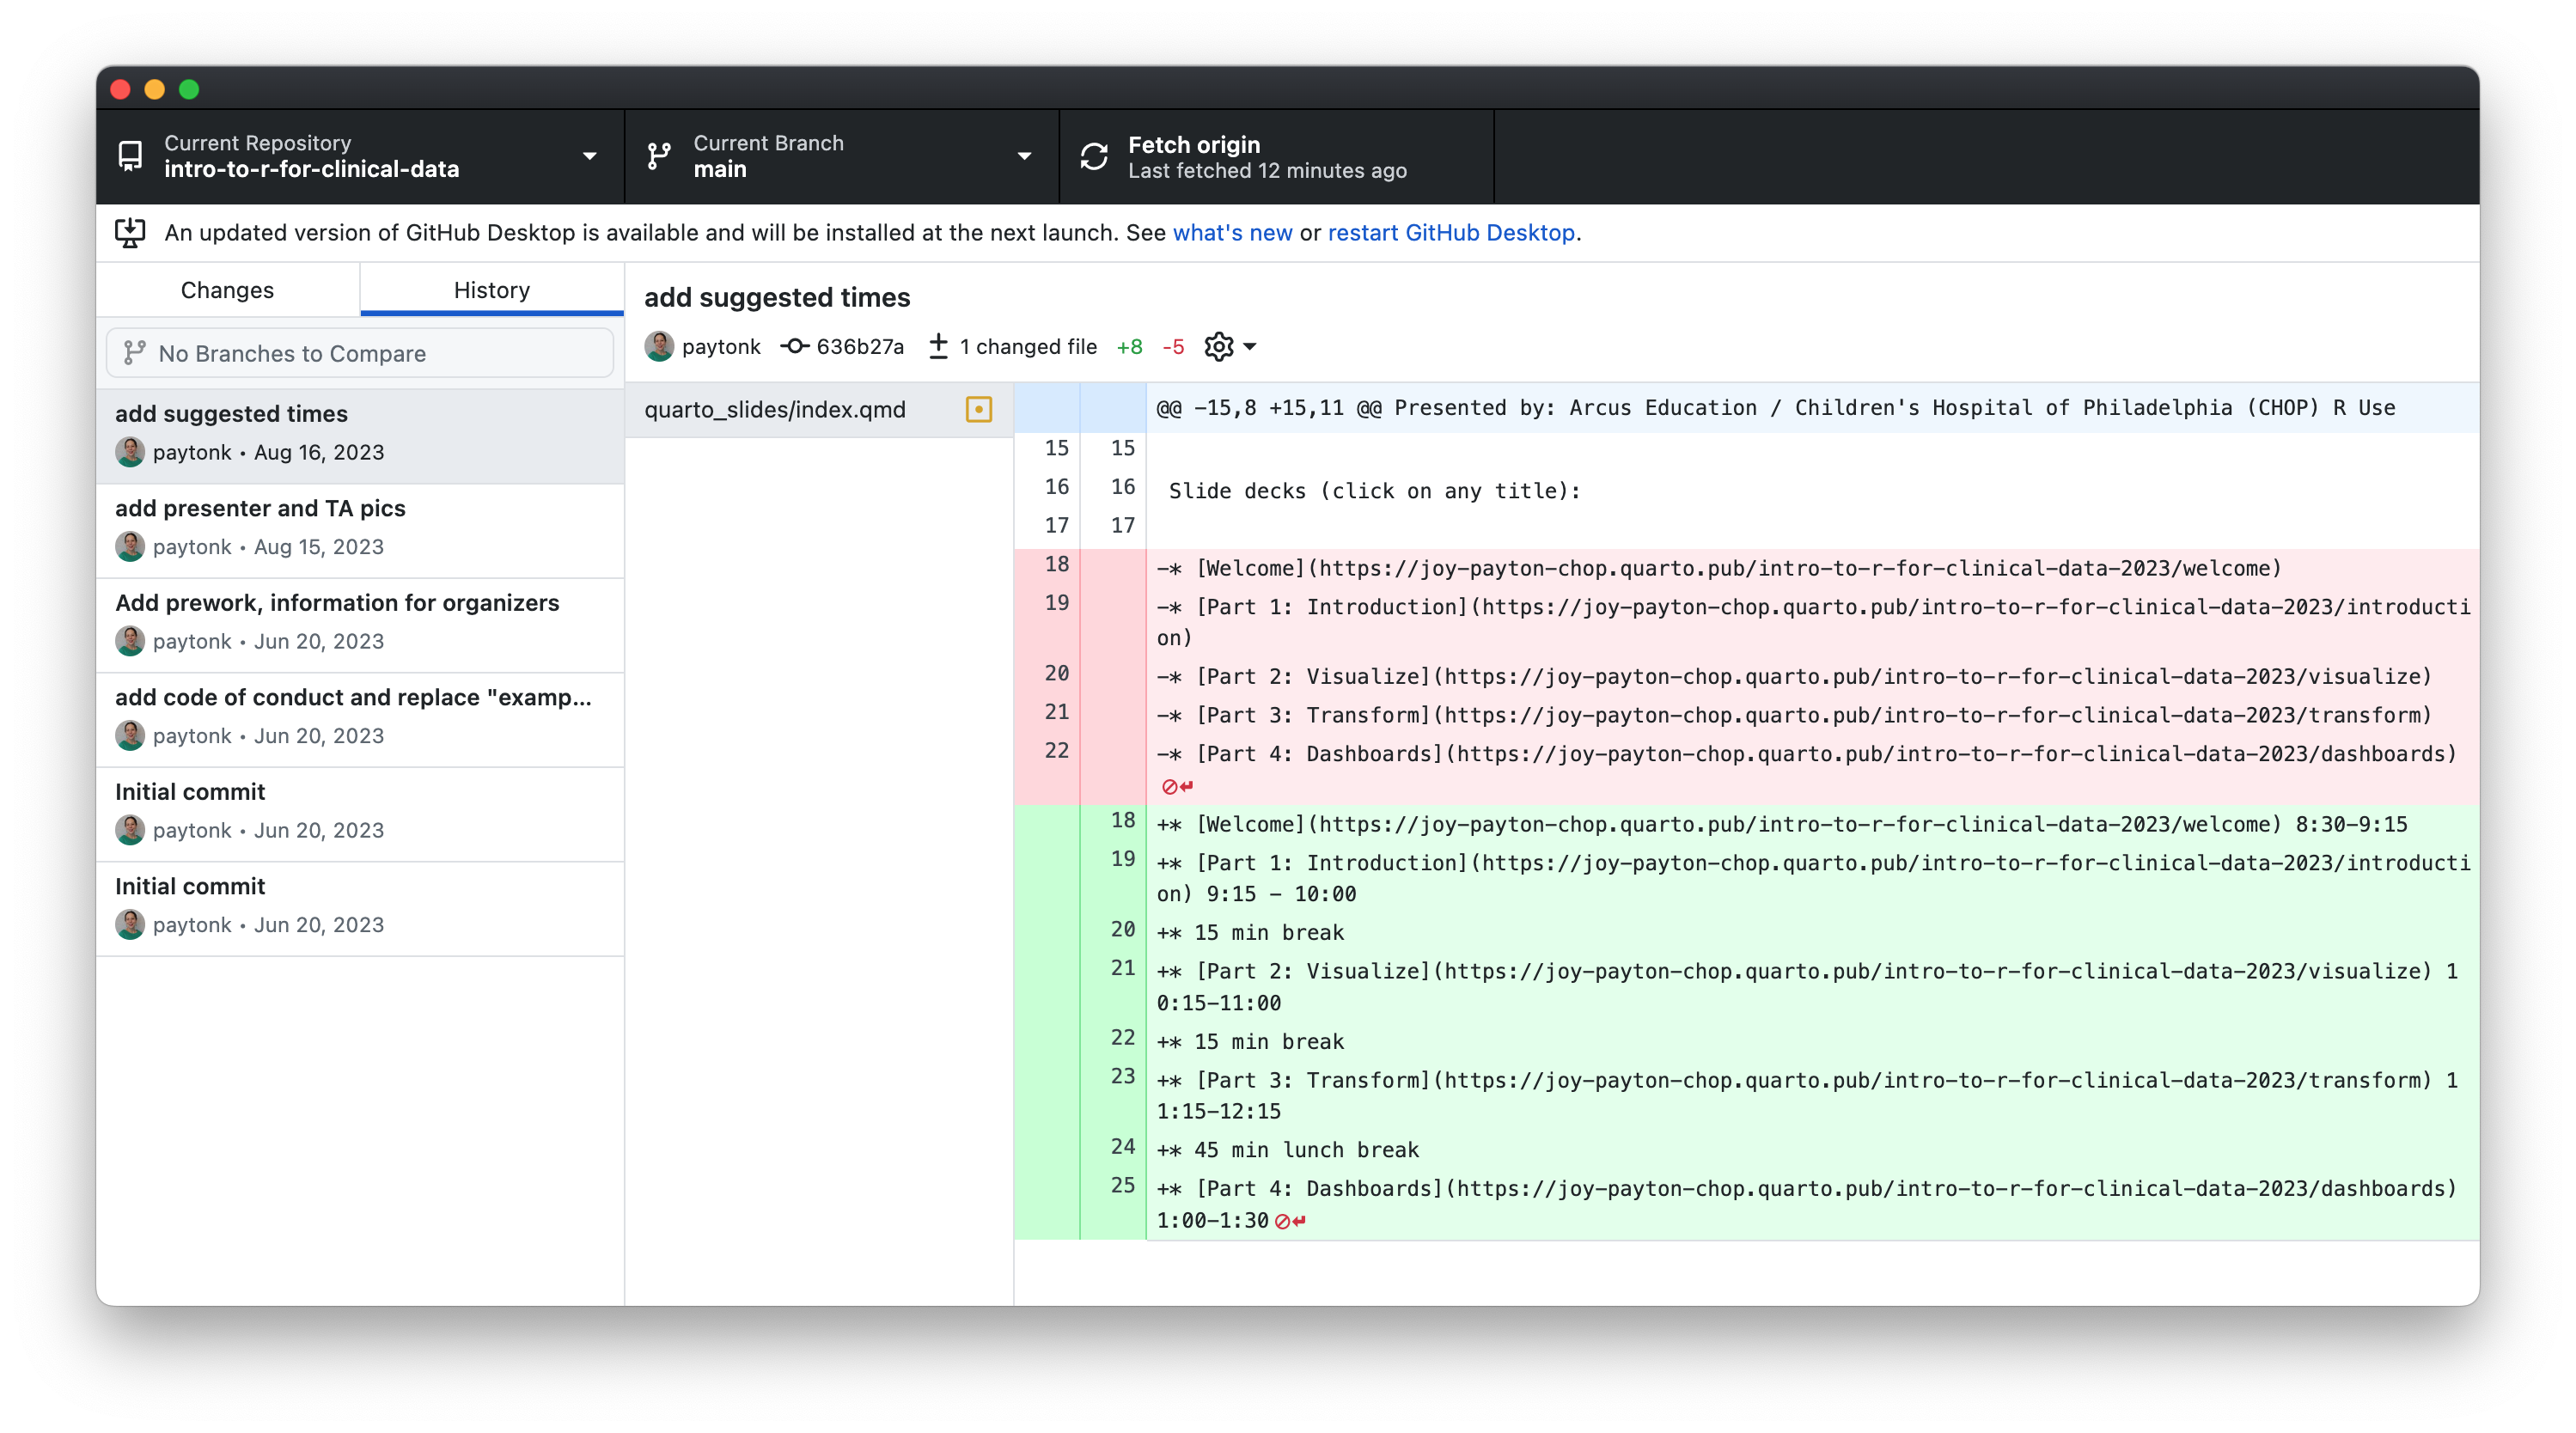 Current Repository
intro-to-r-for-clinical-data
Current Branch
main
Fetch origin
Last fetched 12 minutes ago
An updated version of GitHub Desktop is available and will be installed at the next launch. See what's new or restart GitHub Desktop.
Changes
History
No Branches to Compare
add suggested times
paytonk • Aug 16, 2023
add presenter and TA pics
paytonk • Aug 15, 2023
Add prework, information for organizers
paytonk • Jun 20, 2023
add code of conduct and replace "examp...
paytonk • Jun 20, 2023
Initial commit
paytonk • Jun 20, 2023
Initial commit
paytonk • Jun 20, 2023
add suggested times
paytonk 636b27a 1 changed file +8 -5
quarto_slides/index.qmd
@@ -15,8 +15,11 @@ Presented by: Arcus Education / Children's Hospital of Philadelphia (CHOP) R Use
15 15
16 16 Slide decks (click on any title):
17 17
18 -* [Welcome](https://joy-payton-chop.quarto.pub/intro-to-r-for-clinical-data-2023/welcome)
19 -* [Part 1: Introduction](https://joy-payton-chop.quarto.pub/intro-to-r-for-clinical-data-2023/introducti
on)
20 -* [Part 2: Visualize](https://joy-payton-chop.quarto.pub/intro-to-r-for-clinical-data-2023/visualize)
21 -* [Part 3: Transform](https://joy-payton-chop.quarto.pub/intro-to-r-for-clinical-data-2023/transform)
22 -* [Part 4: Dashboards](https://joy-payton-chop.quarto.pub/intro-to-r-for-clinical-data-2023/dashboards)
18 +* [Welcome](https://joy-payton-chop.quarto.pub/intro-to-r-for-clinical-data-2023/welcome) 8:30-9:15
19 +* [Part 1: Introduction](https://joy-payton-chop.quarto.pub/intro-to-r-for-clinical-data-2023/introducti
on) 9:15 - 10:00
20 +* 15 min break
21 +* [Part 2: Visualize](https://joy-payton-chop.quarto.pub/intro-to-r-for-clinical-data-2023/visualize) 1
0:15-11:00
22 +* 15 min break
23 +* [Part 3: Transform](https://joy-payton-chop.quarto.pub/intro-to-r-for-clinical-data-2023/transform) 1
1:15-12:15
24 +* 45 min lunch break
25 +* [Part 4: Dashboards](https://joy-payton-chop.quarto.pub/intro-to-r-for-clinical-data-2023/dashboards)
1:00-1:30